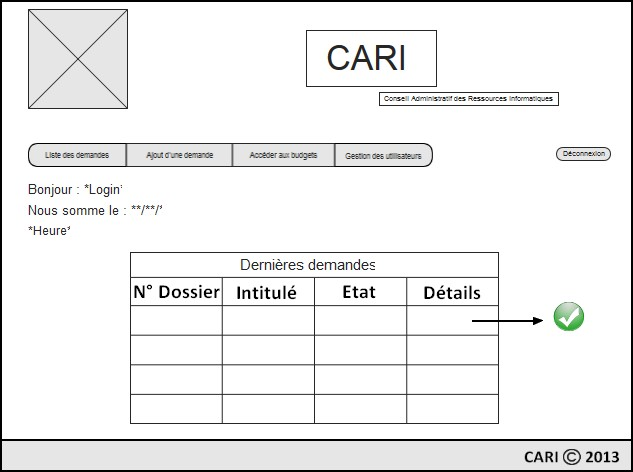 CARI
Conseil Administratif des Ressources Informatiques
Liste des demandes Ajout d'une demande Accéder aux budgets Gestion des utilisateurs Déconnexion
Bonjour : *Login'
Nous somme le : **/**/'
*Heure*
Dernières demandes
N° Dossier Intitulé Etat Détails
CARI © 2013